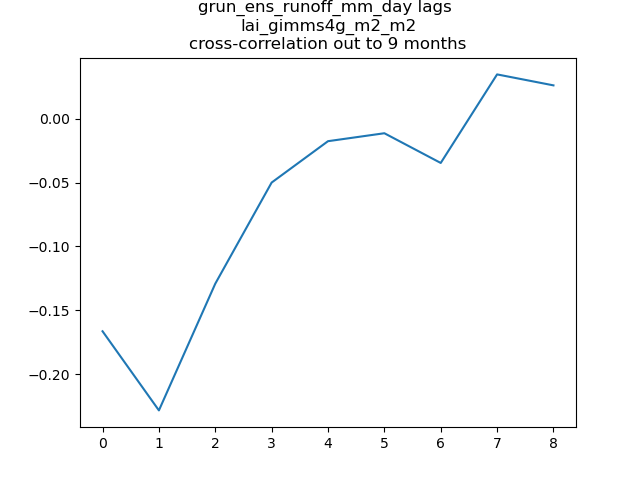 grun_ens_runoff_mm_day lags
lai_gimms4g_m2_m2
cross-correlation out to 9 months
0.00
−0.05
−0.10
−0.15
−0.20
0 1 2 3 4 5 6 7 8